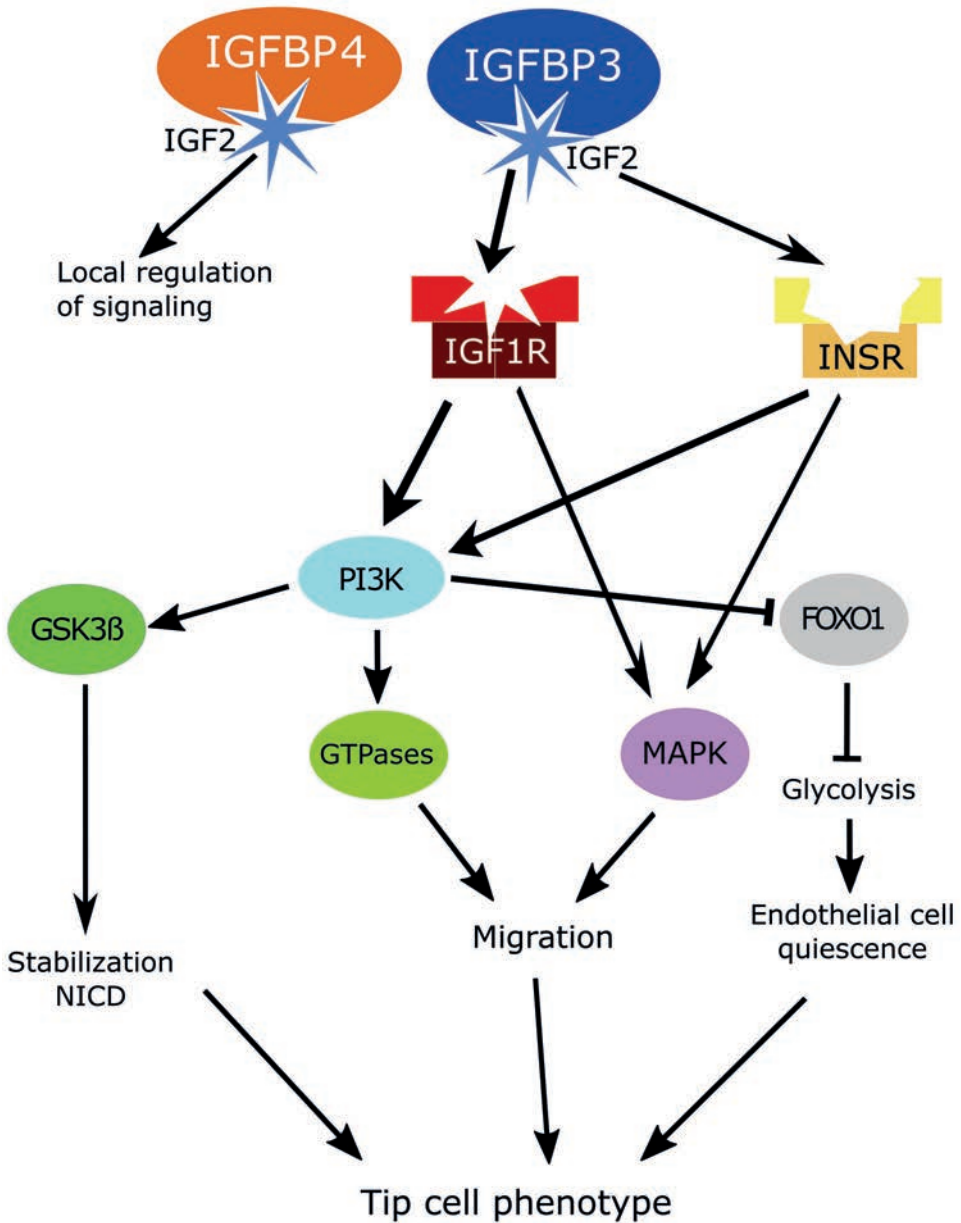 IGFBP4
IGFBP3
IGF2
IGF2
Local regulation
of signaling
IGF1R
INSR
PI3K
GSK3ß
FOXO1
GTPases
MAPK
Glycolysis
Migration
Endothelial cell
quiescence
Stabilization
NICD
Tip cell phenotype